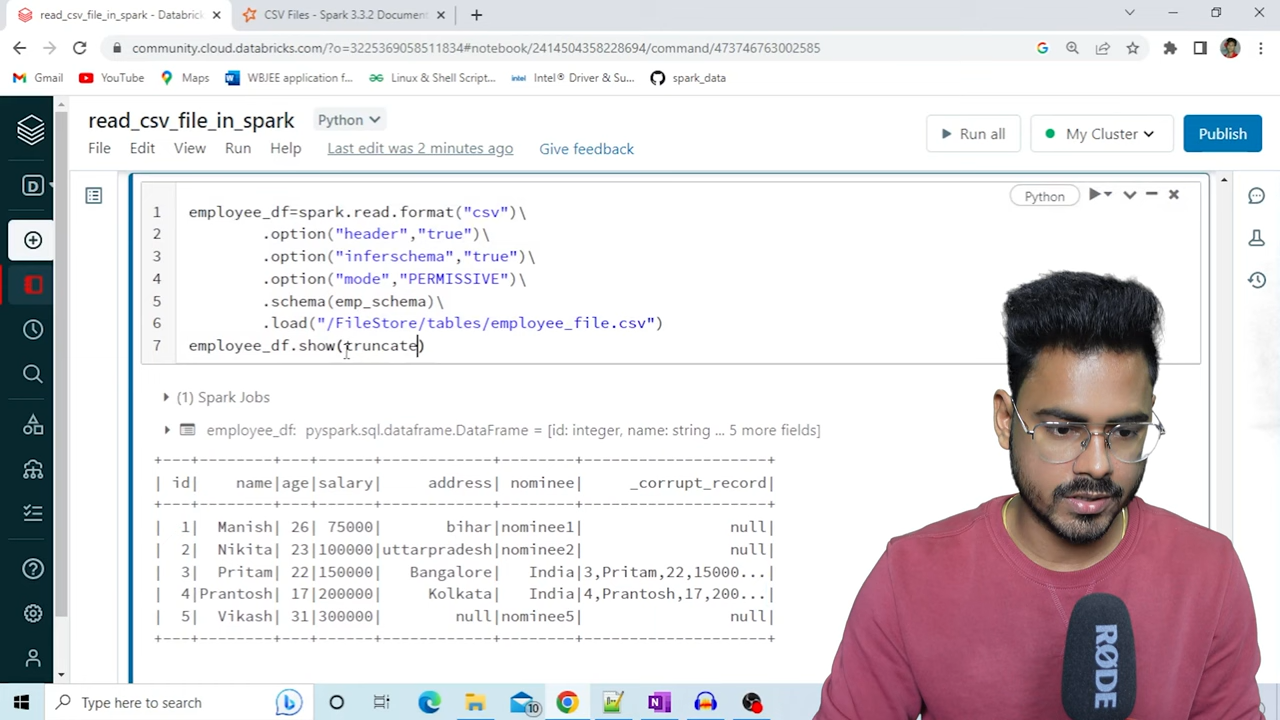 read_csv_file_in_spark - Databric
CSV Files - Spark 3.3.2 Document
community.cloud.databricks.com/?o=3225369058511834#notebook/2414504358228694/command/473746763002585
Gmail
YouTube
Maps
WBJEE application f...
Linux & Shell Script...
Intel® Driver & Su...
spark_data
read_csv_file_in_spark
Python
My Cluster
Run all
Publish
File
Edit
View
Run
Help
Last edit was 2 minutes ago
Give feedback
Python
1 employee_df=spark.read.format("csv")\
2 .option("header","true")\
3 .option("inferschema","true")\
4 .option("mode","PERMISSIVE")\
5 .schema(emp_schema)\
6 .load("/FileStore/tables/employee_file.csv")
7 employee_df.show(truncate)
(1) Spark Jobs
employee_df: pyspark.sql.dataframe.DataFrame = [id: integer, name: string ... 5 more fields]
+---+--------+---+------+------------+--------+--------------------+
| id|    name|age|salary|     address| nominee|     _corrupt_record|
+---+--------+---+------+------------+--------+--------------------+
|  1|  Manish| 26| 75000|       bihar|nominee1|                null|
|  2|  Nikita| 23|100000|uttarpradesh|nominee2|                null|
|  3|  Pritam| 22|150000|   Bangalore|   India|3,Pritam,22,15000...|
|  4|Prantosh| 17|200000|     Kolkata|   India|4,Prantosh,17,200...|
|  5|  Vikash| 31|300000|        null|nominee5|                null|
+---+--------+---+------+------------+--------+--------------------+
RØDE
Type here to search
10